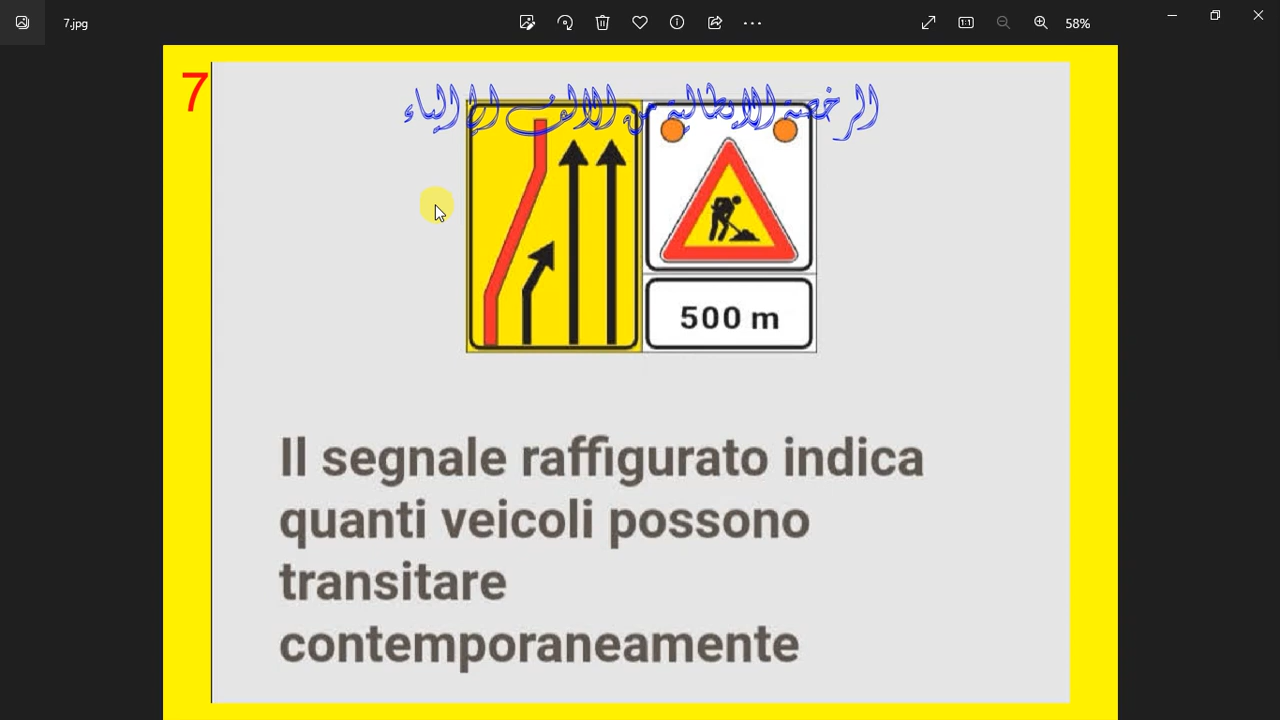 7.jpg
58%
7
الرخصة الايطالية من الالف الى الياء
500 m
Il segnale raffigurato indica
quanti veicoli possono
transitare
contemporaneamente